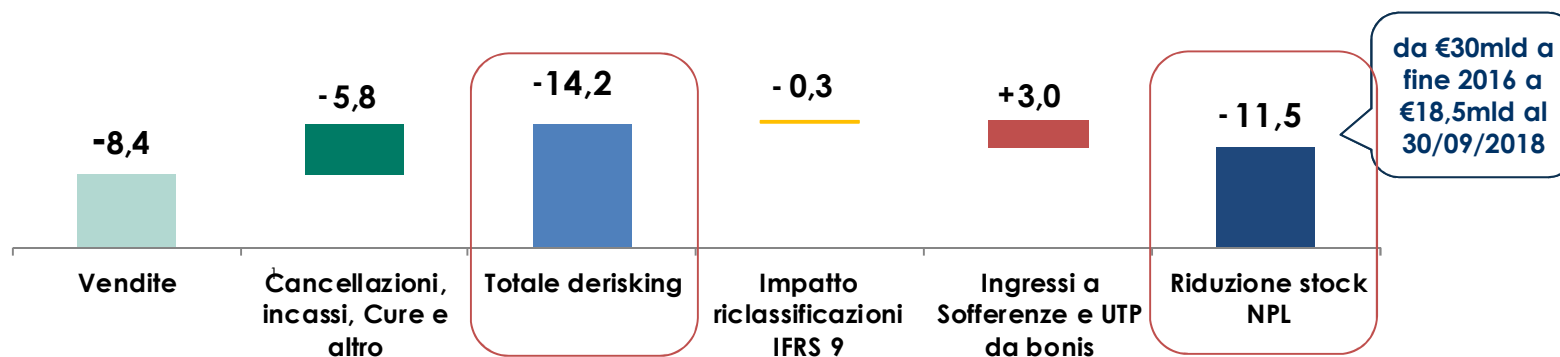 da €30mld a
fine 2016 a
€18,5mld al
30/09/2018
-8,4
- 5,8
-14,2
- 0,3
+3,0
- 11,5
Vendite
1
Cancellazioni,
incassi, Cure e
altro
Totale derisking
Impatto
riclassificazioni
IFRS 9
Ingressi a
Sofferenze e UTP
da bonis
Riduzione stock
NPL